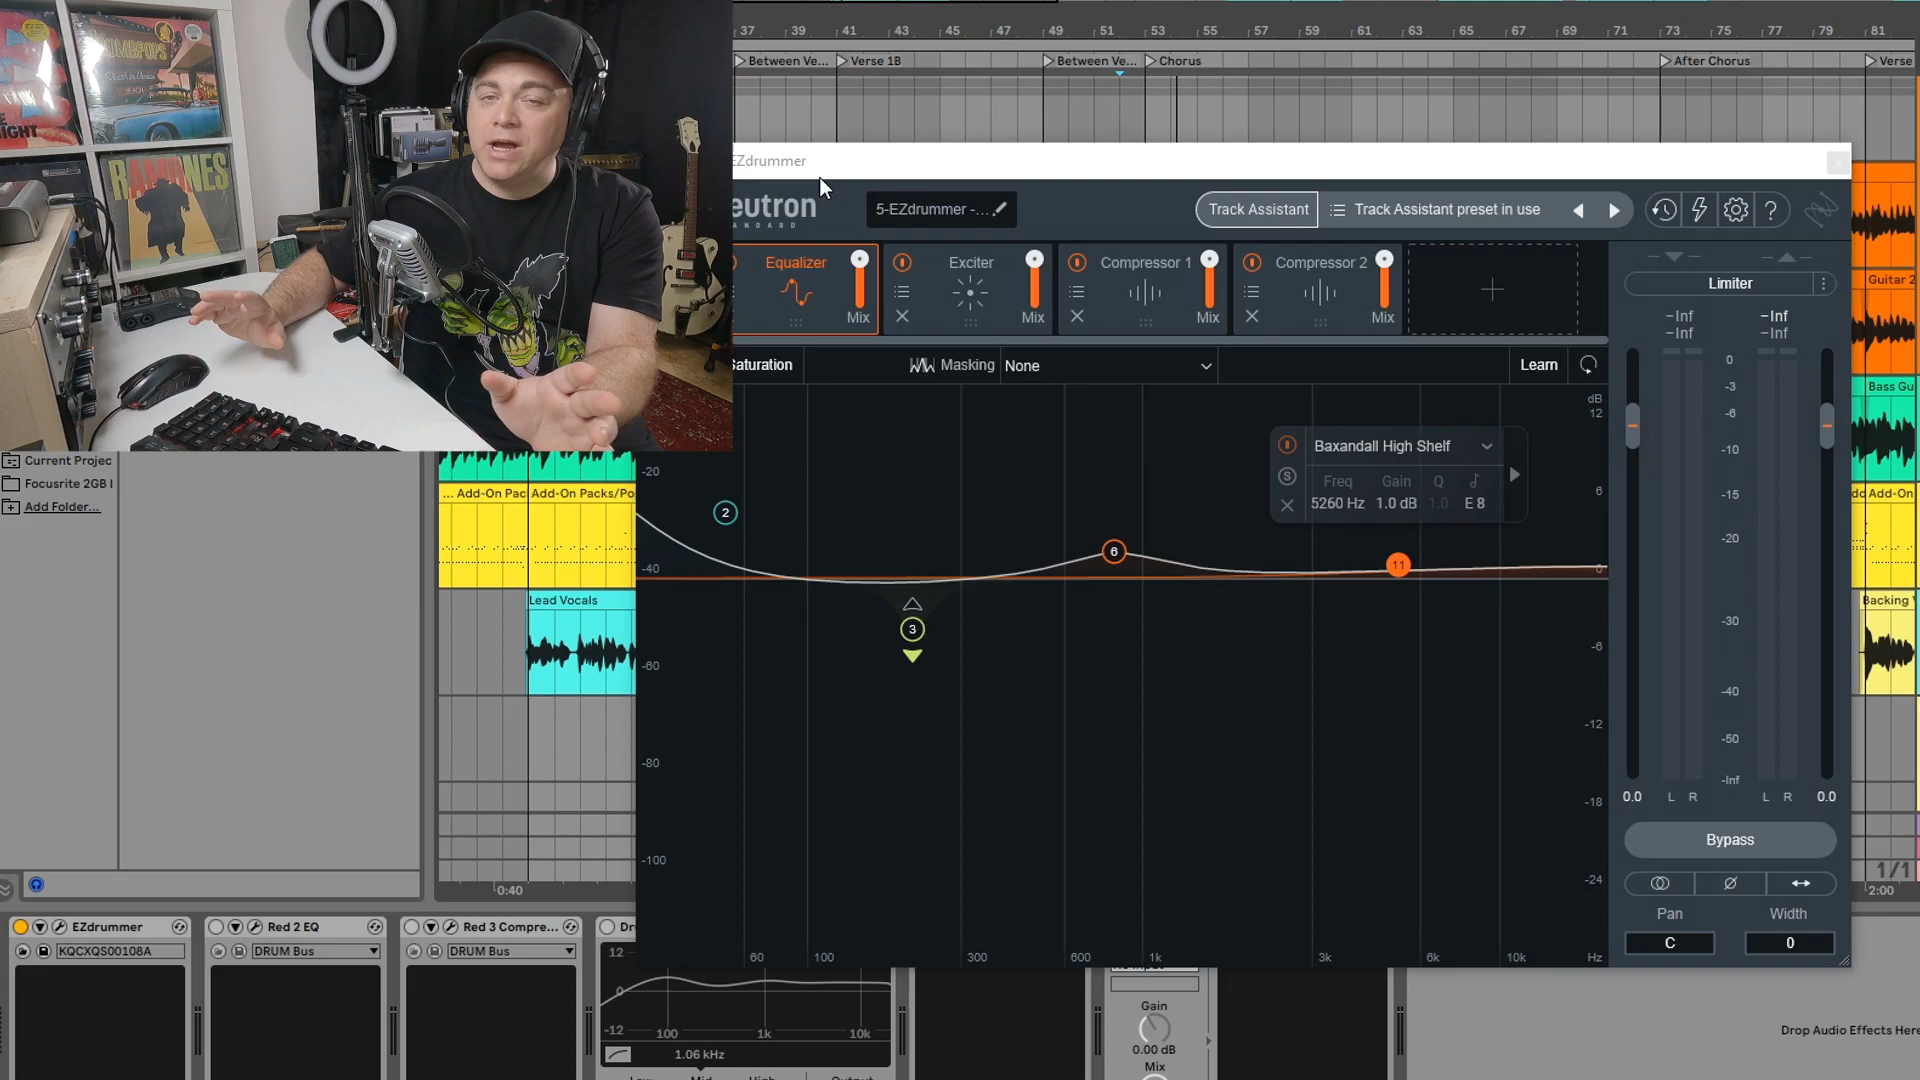 37 39 41 43 45 47 49 51 53 55 57 59 61 63 65 67 69 71 73 75 77 79 81
Between Ve... Verse 1B Between Ve... Chorus After Chorus Verse
RAMONES
EZdrummer
eutron
5-EZdrummer -...
Track Assistant
Track Assistant preset in use
?
Equalizer
Mix
Exciter
Mix
Compressor 1
Mix
Compressor 2
Mix
Limiter
-Inf -Inf
-Inf -Inf
Saturation
Masking
None
Learn
dB
12
6
0
-6
-12
-18
-24
-20
-40
-60
-80
-100
2
3
6
11
Baxandall High Shelf
S
Freq Gain Q
5260 Hz 1.0 dB 1.0 E 8
60 100 300 600 1k 3k 6k 10k Hz
0
-3
-6
-10
-15
-20
-30
-40
-50
-Inf
0.0 L R L R 0.0
Bypass
Pan Width
C 0
Guitar 2
Bass Gu
Add-On
Backing
1/1
2:00
Current Projec
Focusrite 2GB
Add Folder...
... Add-On Pac
Add-On Packs/Po
Lead Vocals
0:40
EZdrummer
KQCXQS00108A
Red 2 EQ
DRUM Bus
Red 3 Compre...
DRUM Bus
Dr
12
0
-12
100 1k 10k
1.06 kHz
Gain
0.00 dB
Mix
Drop Audio Effects Here